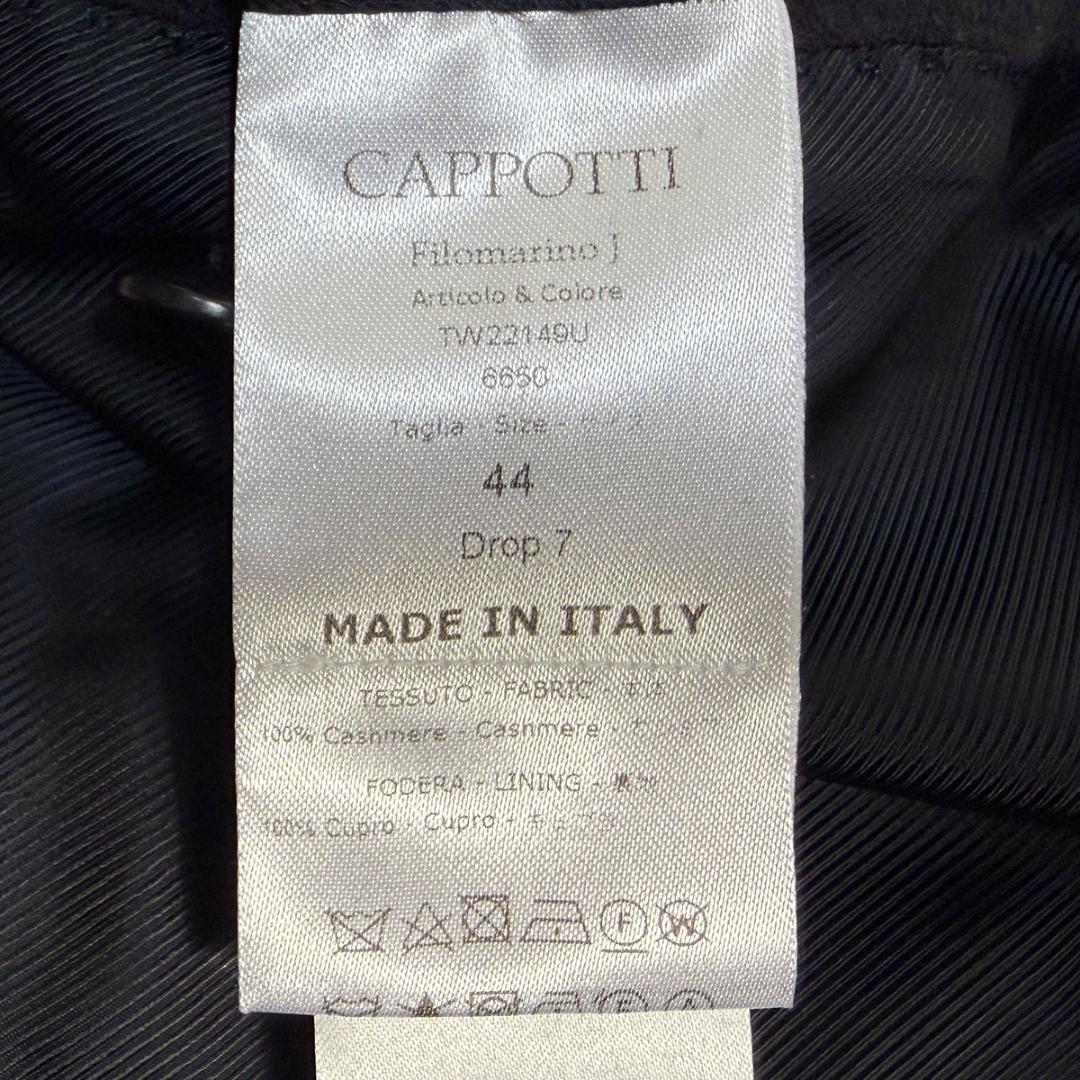 CAPPOTTI
Filomarino J
Articolo & Colore
TW22149U
6650
Taglia - Size -
44
Drop 7
MADE IN ITALY
TESSUTO - FABRIC -
100% Cashmere - Cashmere -
FODERA - LINING -
100% Cupro - Cupro -
F W